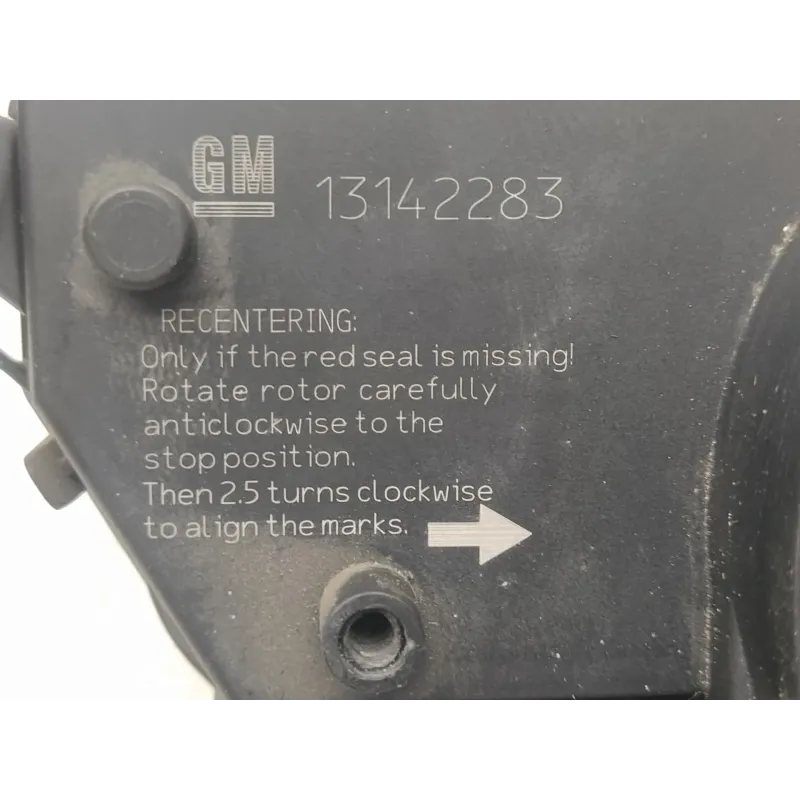 GM 13142283
RECENTERING:
Only if the red seal is missing!
Rotate rotor carefully
anticlockwise to the
stop position.
Then 2.5 turns clockwise
to align the marks.